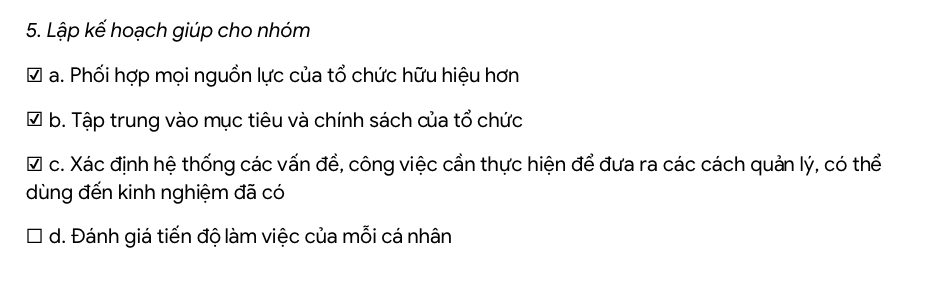 5. Lập kế hoạch giúp cho nhóm
☑ a. Phối hợp mọi nguồn lực của tổ chức hữu hiệu hơn
☑ b. Tập trung vào mục tiêu và chính sách của tổ chức
☑ c. Xác định hệ thống các vấn đề, công việc cần thực hiện để đưa ra các cách quản lý, có thể
dùng đến kinh nghiệm đã có
☐ d. Đánh giá tiến độ làm việc của mỗi cá nhân